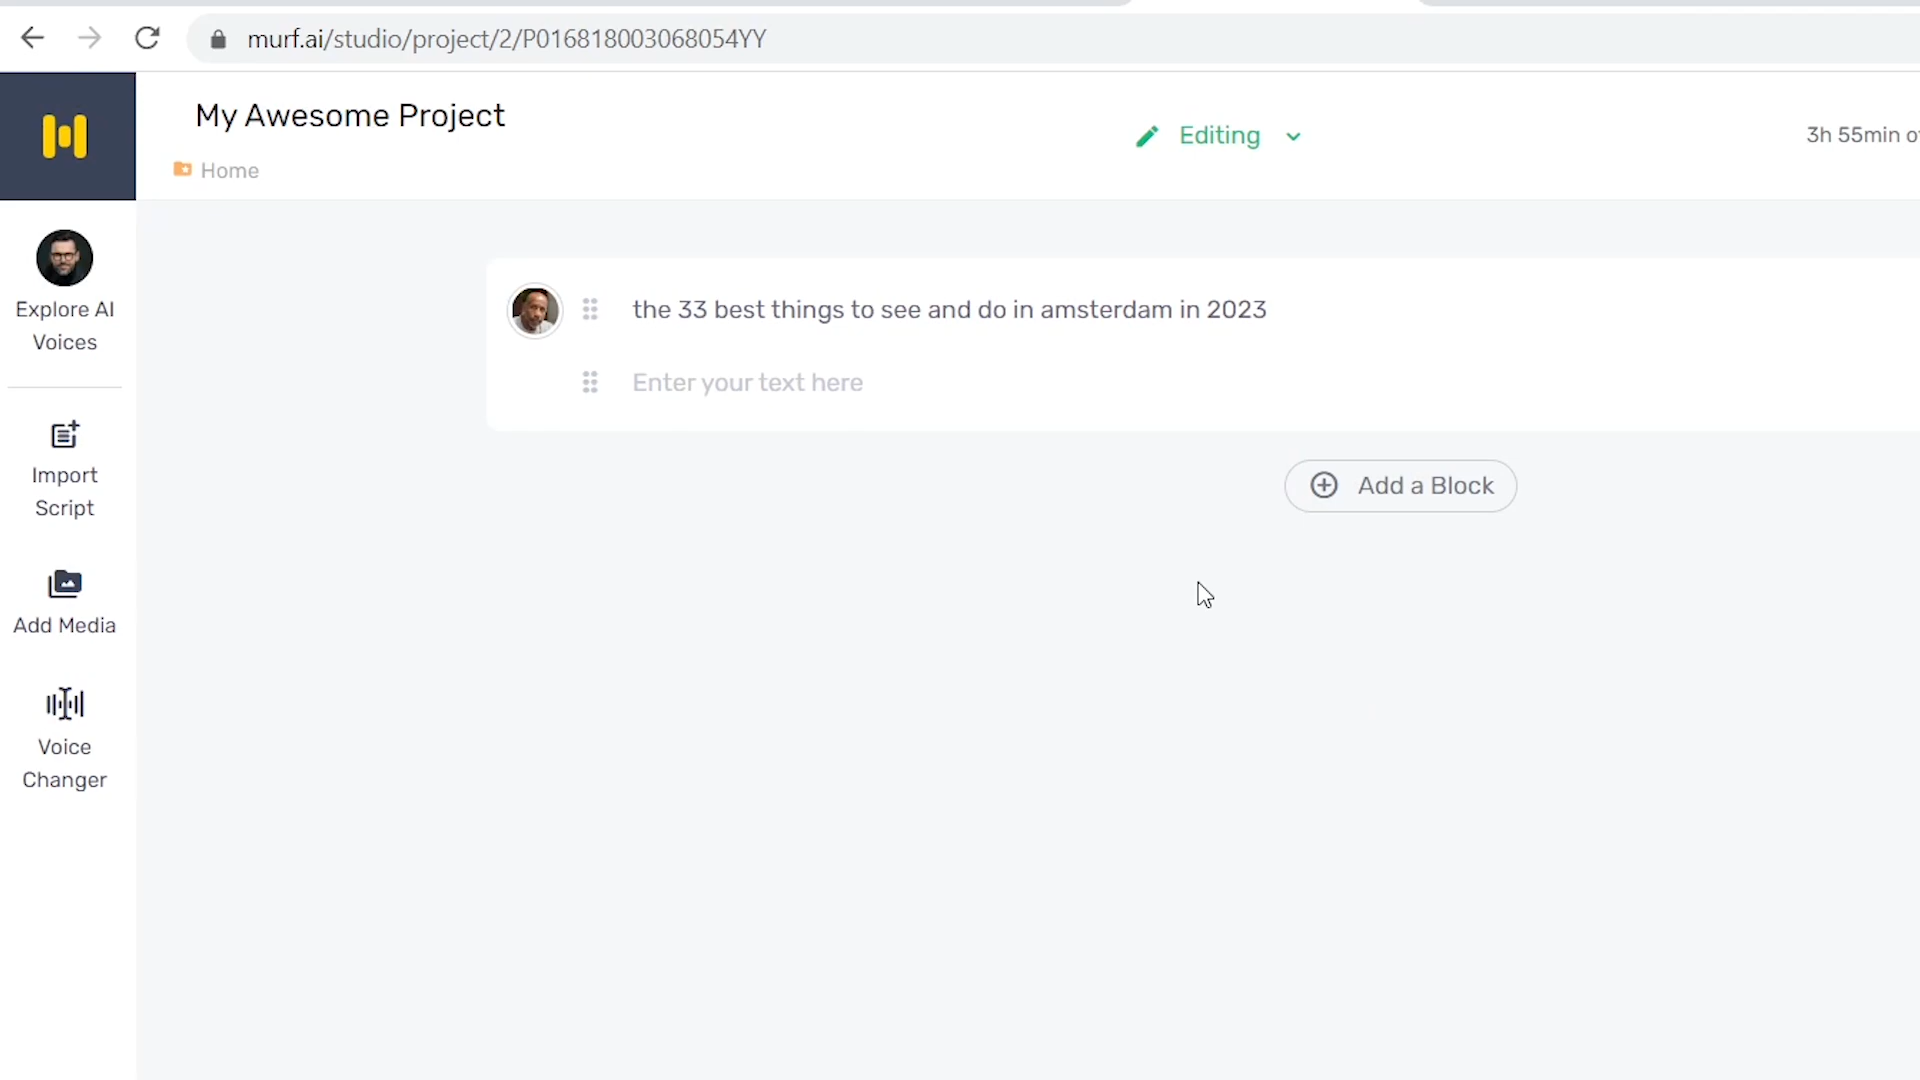 murf.ai/studio/project/2/P016818003068054YY
My Awesome Project
Editing
3h 55min
Home
Explore AI
Voices
the 33 best things to see and do in amsterdam in 2023
Enter your text here
Import
Script
Add a Block
Add Media
Voice
Changer